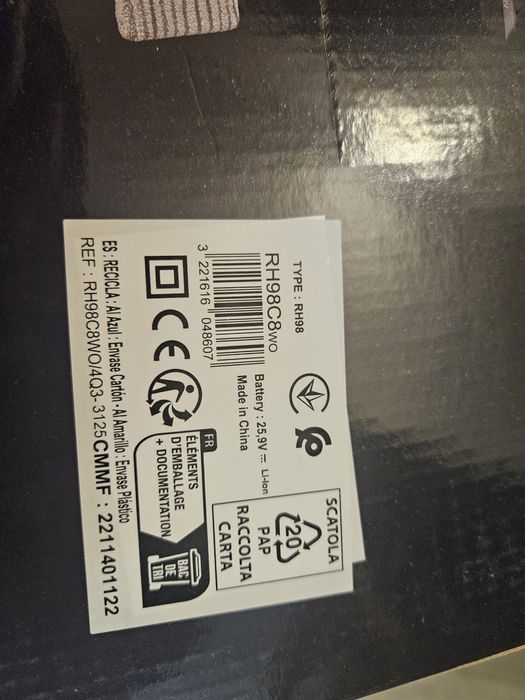 TYPE : RH98
RH98C8WO
3 221616 048607
Battery : 25,9V Li-Ion
Made in China
SCATOLA
20
PAP
RACCOLTA
CARTA
FR
ÉLÉMENTS
D'EMBALLAGE
+ DOCUMENTATION
BAC
DE
TRI
CE
ES : RECICLA : Al Azul : Envase Cartón - Al Amarillo : Envase Plástico
REF : RH98C8WO/4Q3- 3125 CMMF : 2211401122